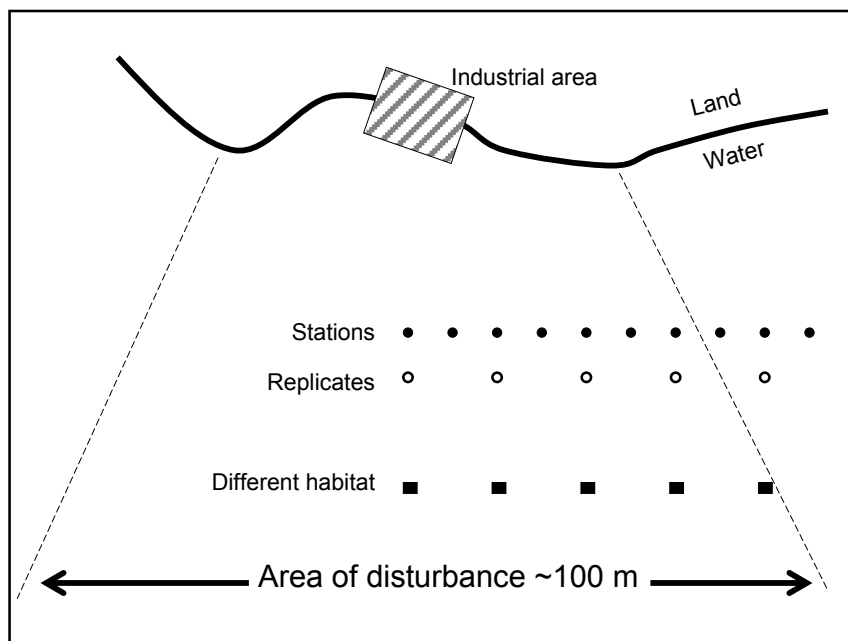 Industrial area
Land
Water
Stations
Replicates
Different habitat
Area of disturbance ~100 m